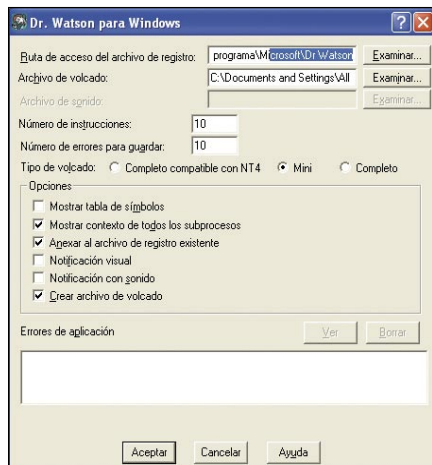 Dr. Watson para Windows
Ruta de acceso del archivo de registro: programa\Microsoft\Dr Watson Examinar...
Archivo de volcado: C:\Documents and Settings\All Examinar...
Archivo de sonido: Examinar...
Número de instrucciones: 10
Número de errores para guardar: 10
Tipo de volcado: Completo compatible con NT4 Mini Completo
Opciones
Mostrar tabla de símbolos
Mostrar contexto de todos los subprocesos
Anexar al archivo de registro existente
Notificación visual
Notificación con sonido
Crear archivo de volcado
Errores de aplicación Ver Borrar
Aceptar Cancelar Ayuda